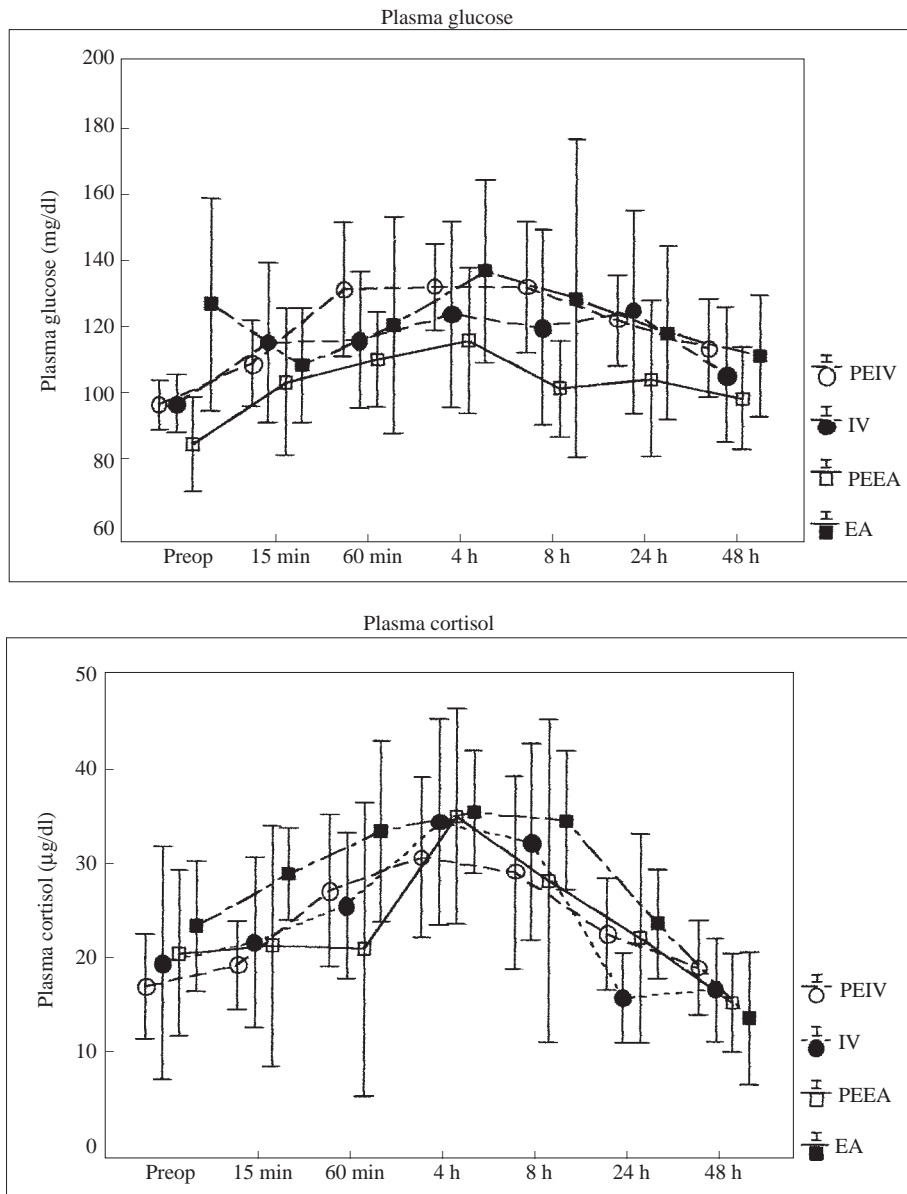 Plasma glucose
Plasma glucose (mg/dl)
200
180
160
140
120
100
80
60
Preop 15 min 60 min 4 h 8 h 24 h 48 h
PEIV
IV
PEEA
EA
Plasma cortisol
Plasma cortisol (μg/dl)
50
40
30
20
10
0
Preop 15 min 60 min 4 h 8 h 24 h 48 h
PEIV
IV
PEEA
EA